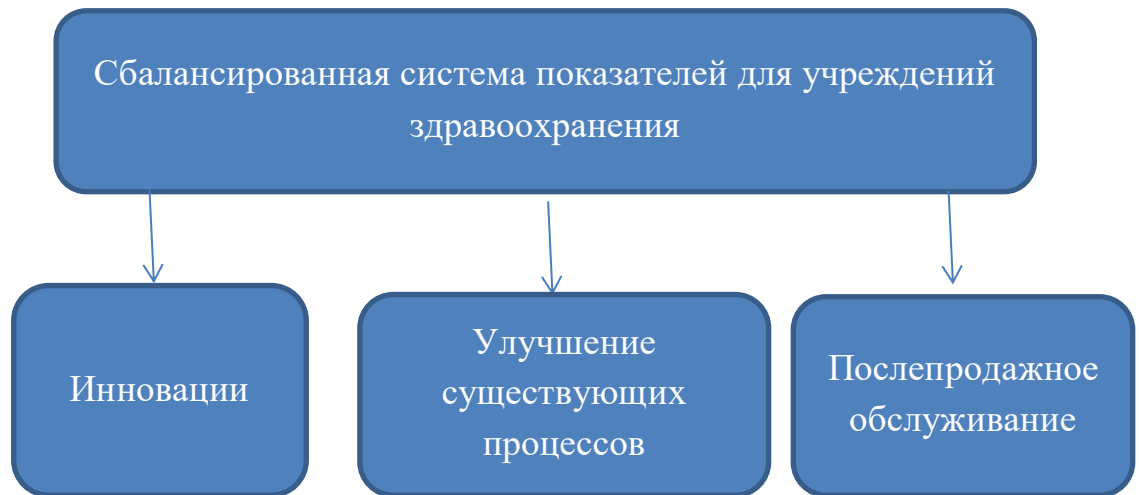 Сбалансированная система показателей для учреждений
здравоохранения
Инновации
Улучшение
существующих
процессов
Послепродажное
обслуживание